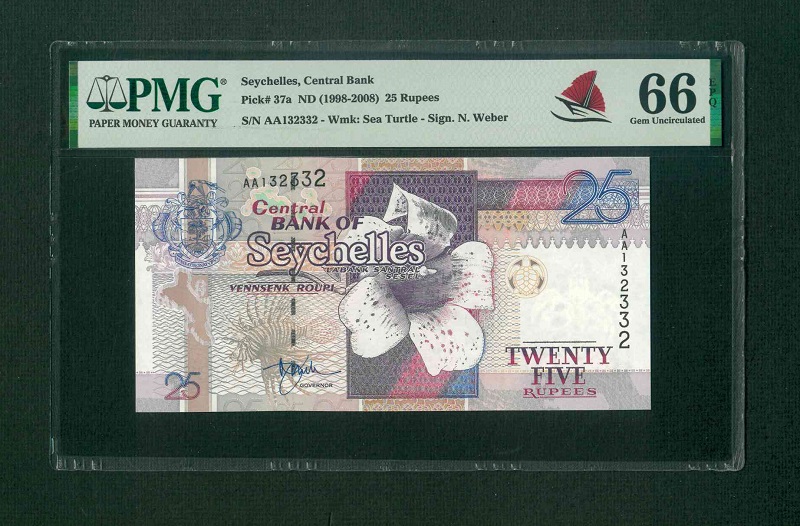 PMG®
PAPER MONEY GUARANTY
Seychelles, Central Bank
Pick# 37a ND (1998-2008) 25 Rupees
S/N AA132332 - Wmk: Sea Turtle - Sign. N. Weber
66 EPQ
Gem Uncirculated
AA132332
25
Central
BANK OF
Seychelles
LABANK SANTRAL
SESEL
VENNSENK ROUPI
AA132332
GOVERNOR
25
TWENTY
FIVE
RUPEES